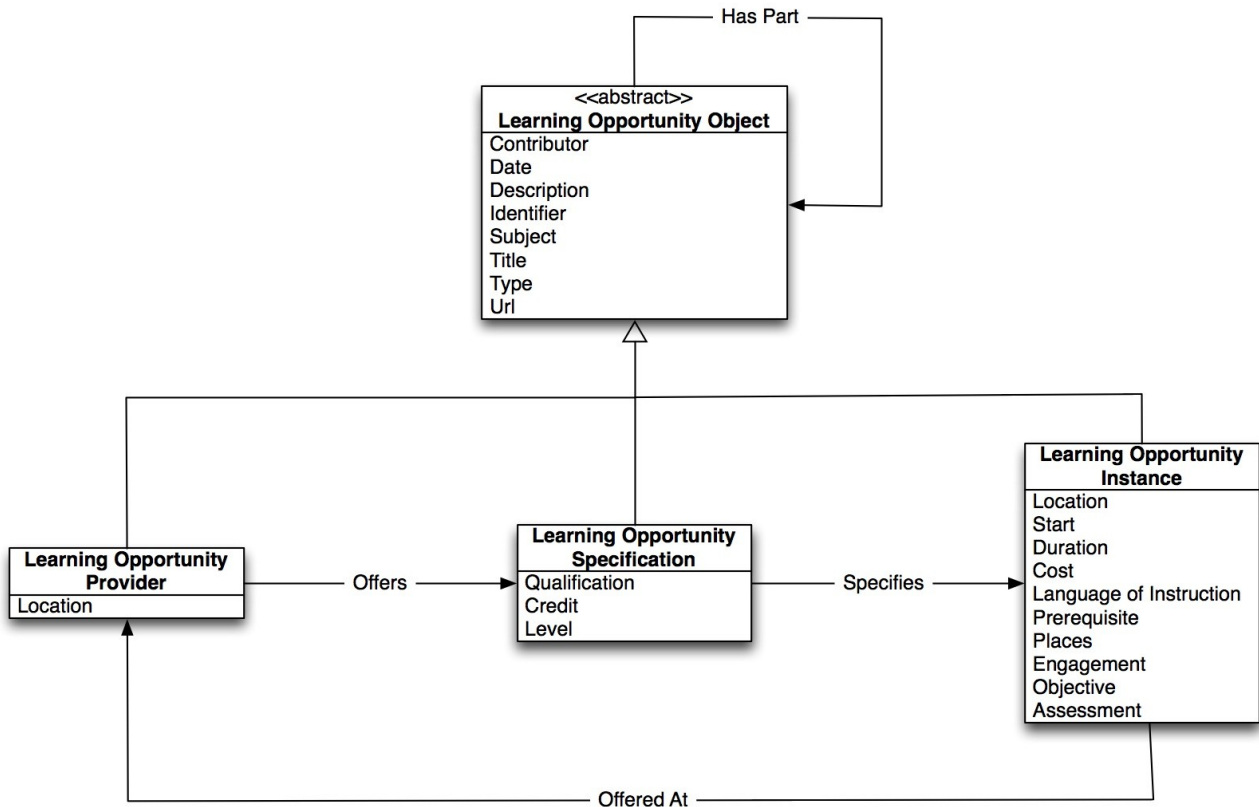 Has Part
<<abstract>>
Learning Opportunity Object
Contributor
Date
Description
Identifier
Subject
Title
Type
Url
Learning Opportunity
Provider
Location
Offers
Learning Opportunity
Specification
Qualification
Credit
Level
Specifies
Learning Opportunity
Instance
Location
Start
Duration
Cost
Language of Instruction
Prerequisite
Places
Engagement
Objective
Assessment
Offered At